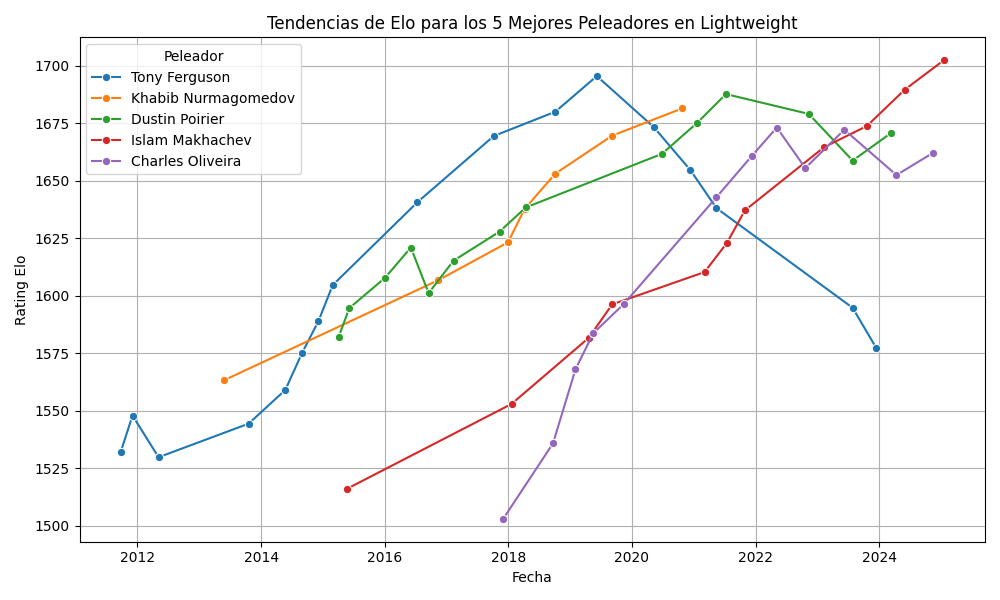 Tendencias de Elo para los 5 Mejores Peleadores en Lightweight
Peleador
Tony Ferguson
Khabib Nurmagomedov
Dustin Poirier
Islam Makhachev
Charles Oliveira
Rating Elo
1700
1675
1650
1625
1600
1575
1550
1525
1500
2012
2014
2016
2018
2020
2022
2024
Fecha